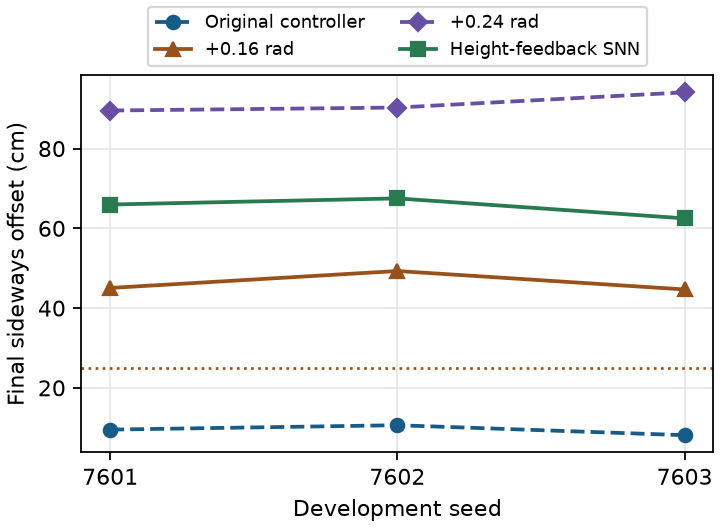 Original controller
+0.16 rad
+0.24 rad
Height-feedback SNN
Final sideways offset (cm)
80
60
40
20
7601
7602
7603
Development seed